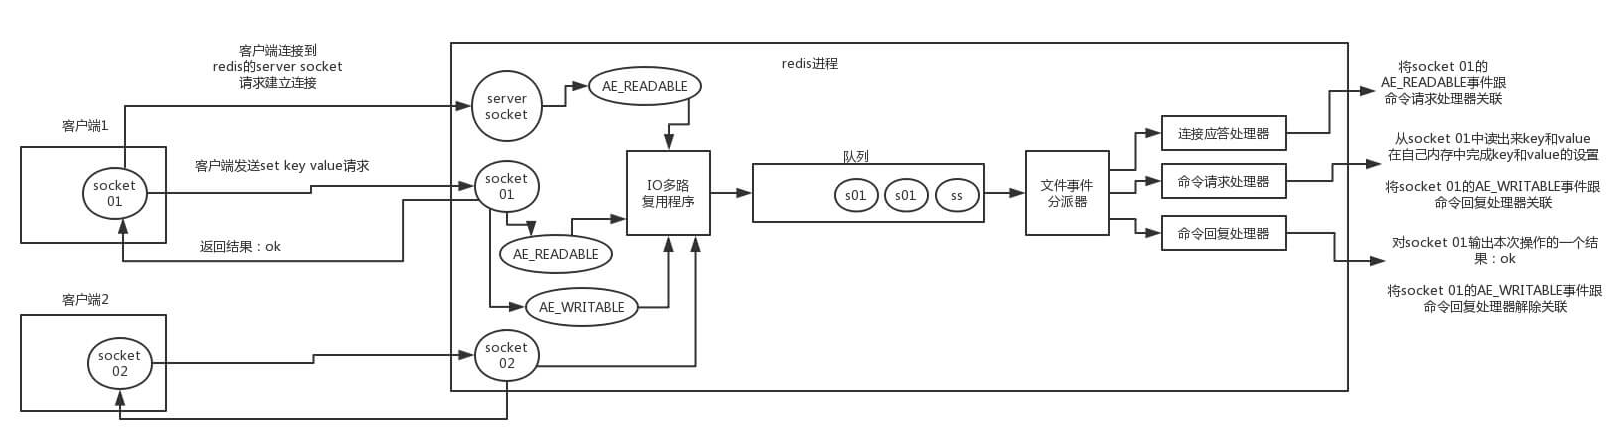 客户端连接到
redis的server socket
请求建立连接
客户端1
socket
01
客户端发送set key value请求
返回结果：ok
客户端2
socket
02
redis进程
server
socket
AE_READABLE
socket
01
AE_READABLE
AE_WRITABLE
socket
02
IO多路
复用程序
队列
s01
s01
ss
文件事件
分派器
连接应答处理器
命令请求处理器
命令回复处理器
将socket 01的
AE_READABLE事件跟
命令请求处理器关联
从socket 01中读出来key和value
在自己内存中完成key和value的设置
将socket 01的AE_WRITABLE事件跟
命令回复处理器关联
对socket 01输出本次操作的一个结
果：ok
将socket 01的AE_WRITABLE事件跟
命令回复处理器解除关联